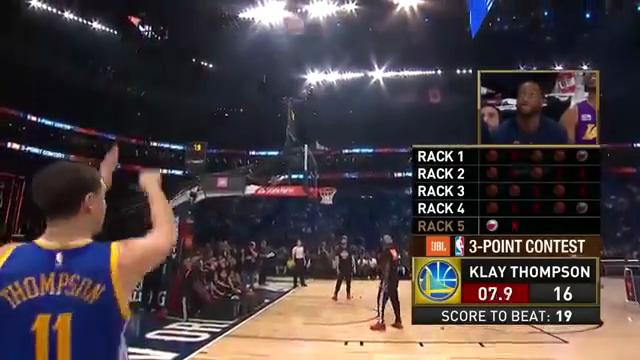 RACK 1
RACK 2
RACK 3
RACK 4
RACK 5
JBL 3-POINT CONTEST
KLAY THOMPSON
07.9 16
SCORE TO BEAT: 19
THOMPSON
11